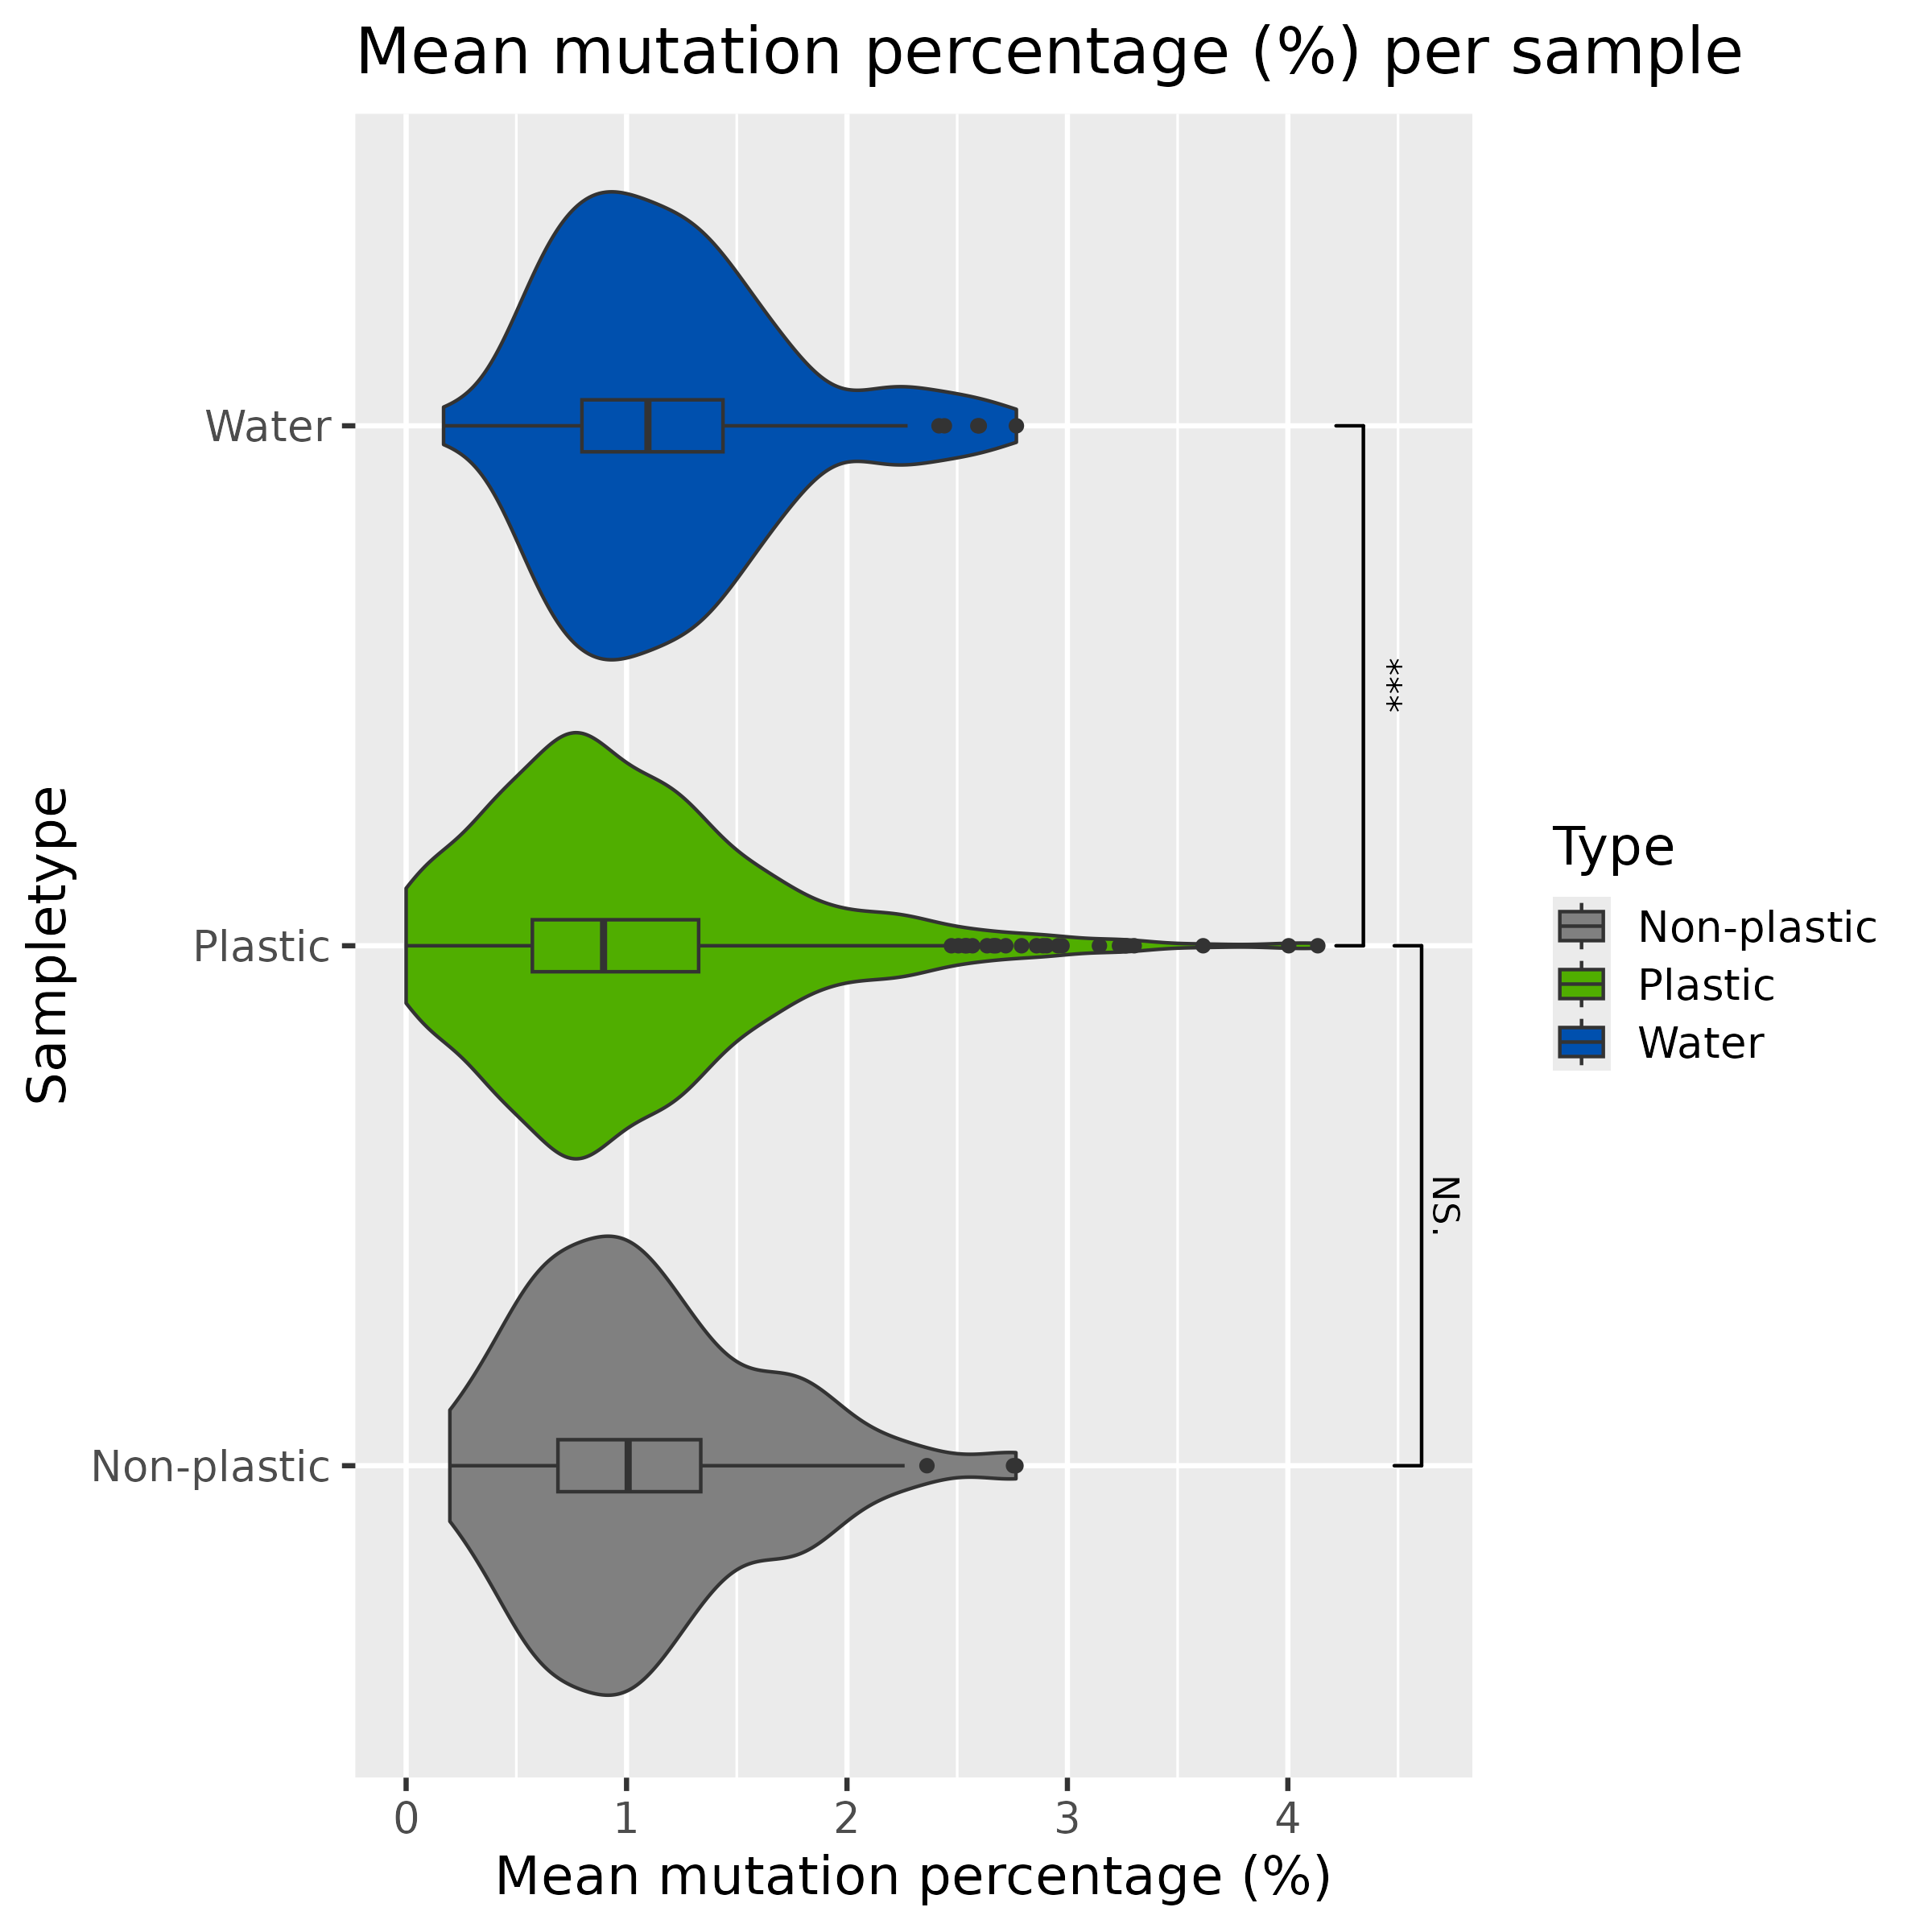 Mean mutation percentage (%) per sample
Sampletype
Water
Plastic
Non-plastic
***
NS.
0 1 2 3 4
Mean mutation percentage (%)
Type
Non-plastic
Plastic
Water